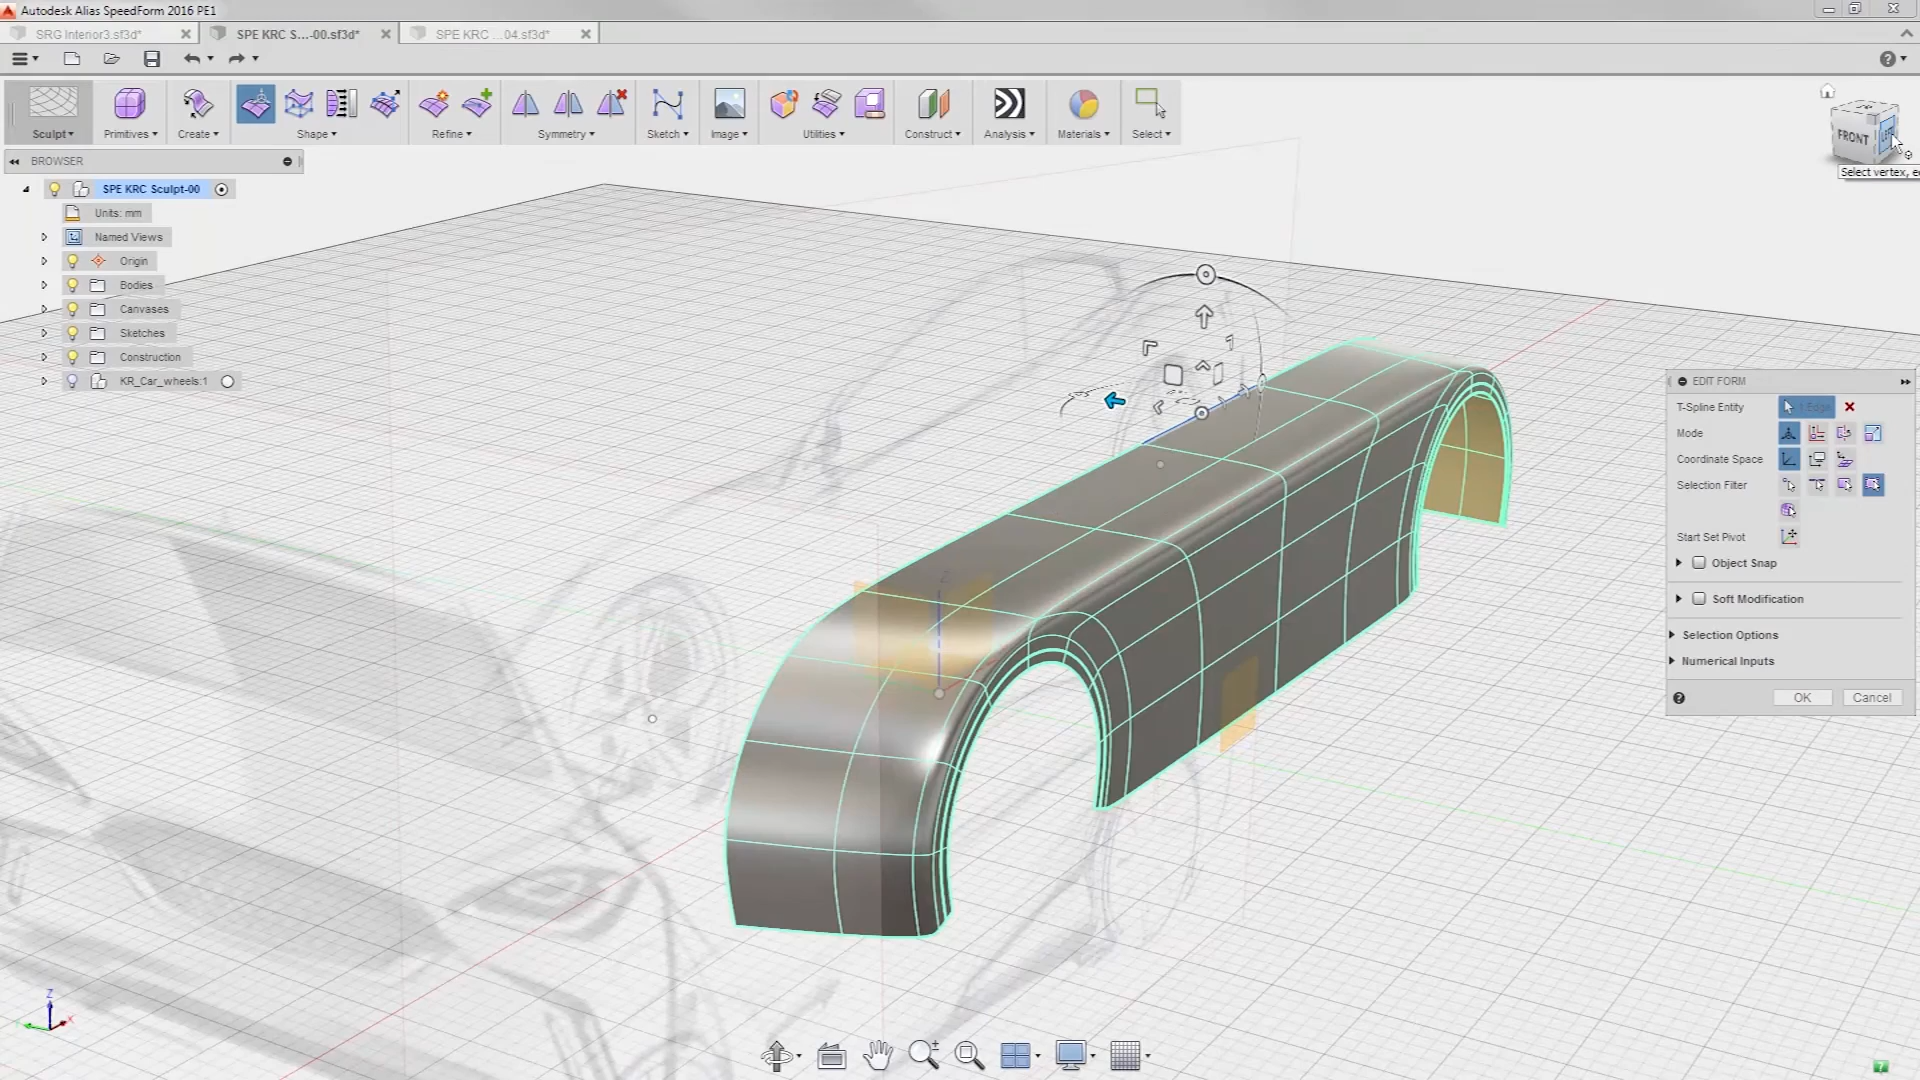 Autodesk Alias SpeedForm 2016 PE1
SRG Interior3.sf3d*
SPE KRC S...-00.sf3d*
SPE KRC ...04.sf3d*
Sculpt
Primitives
Create
Shape
Refine
Symmetry
Sketch
Image
Utilities
Construct
Analysis
Materials
Select
FRONT
LEFT
Select vertex, e
BROWSER
SPE KRC Sculpt-00
Units: mm
Named Views
Origin
Bodies
Canvases
Sketches
Construction
KR_Car_wheels:1
EDIT FORM
T-Spline Entity
1 Edge
Mode
Coordinate Space
Selection Filter
Start Set Pivot
Object Snap
Soft Modification
Selection Options
Numerical Inputs
OK
Cancel
Z
Z
X